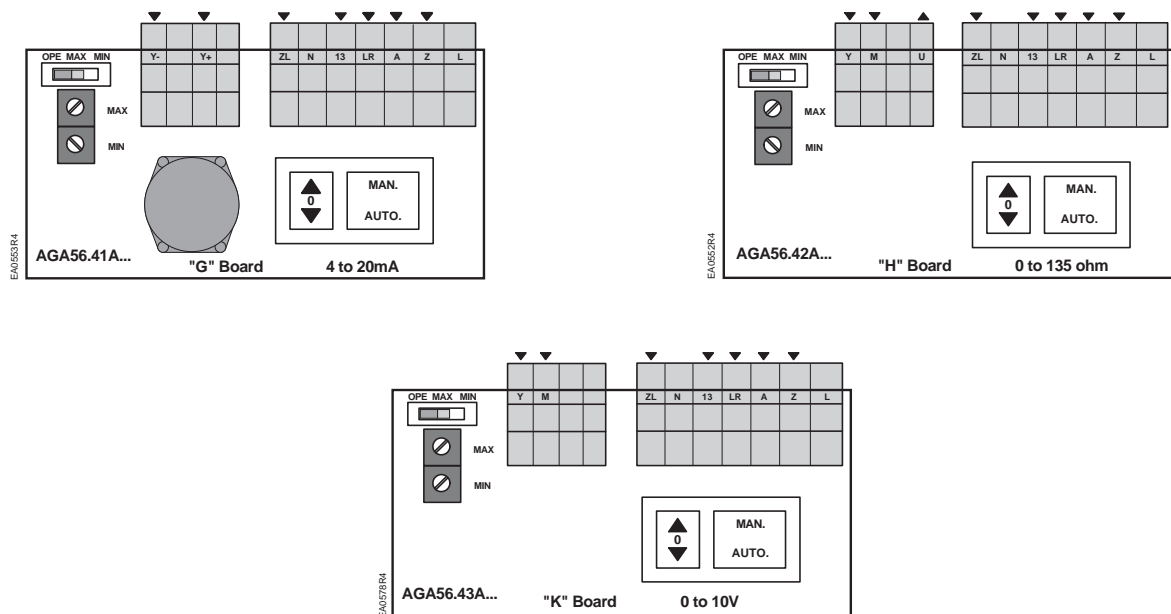 Y- Y+ ZL N 13 LR A Z L
OPE MAX MIN
MAX
MIN
MAN.
0
AUTO.
AGA56.41A...
"G" Board 4 to 20mA
EA0553R4
Y M U ZL N 13 LR A Z L
OPE MAX MIN
MAX
MIN
MAN.
0
AUTO.
AGA56.42A...
"H" Board 0 to 135 ohm
EA0552R4
Y M ZL N 13 LR A Z L
OPE MAX MIN
MAX
MIN
MAN.
0
AUTO.
AGA56.43A...
"K" Board 0 to 10V
EA0578R4